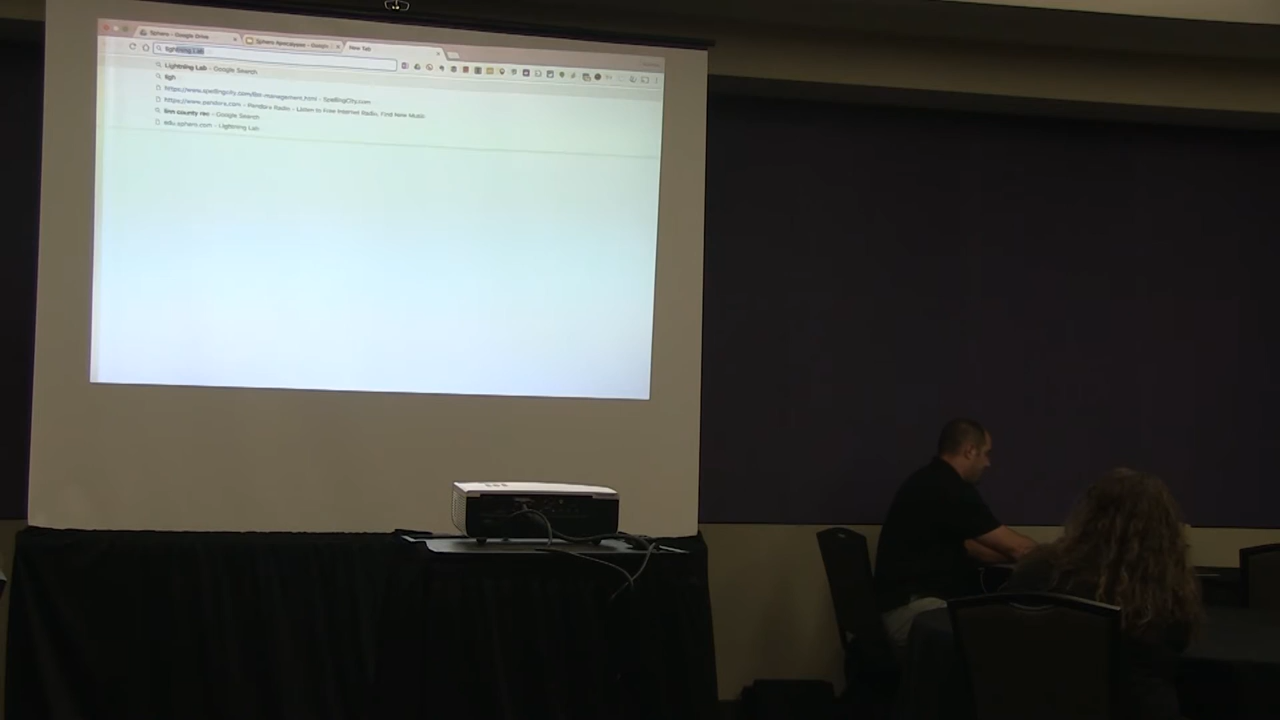 Sphero - Google Drive
Sphero Apocalypse - Google
New Tab
lightning Lab
Lightning Lab - Google Search
ligh
https://www.spellingcity.com/list-management.html - SpellingCity.com
https://www.pandora.com - Pandora Radio - Listen to Free Internet Radio, Find New Music
linn county rec - Google Search
edu.sphero.com - Lightning Lab